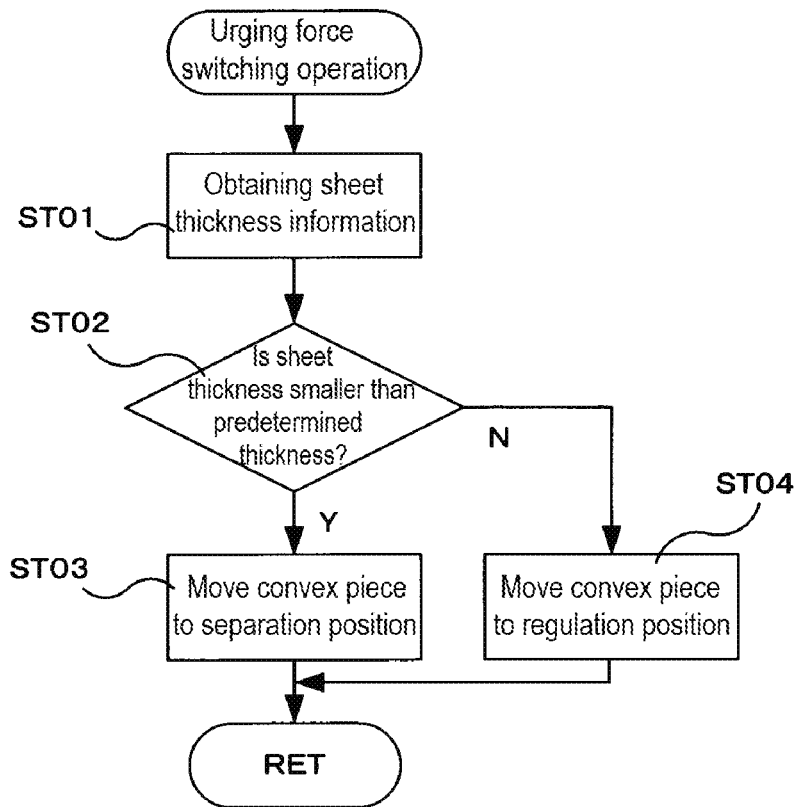 Urging force
switching operation
ST01
Obtaining sheet
thickness information
ST02
Is sheet
thickness smaller than
predetermined
thickness?
N
Y
ST03
Move convex piece
to separation position
ST04
Move convex piece
to regulation position
RET